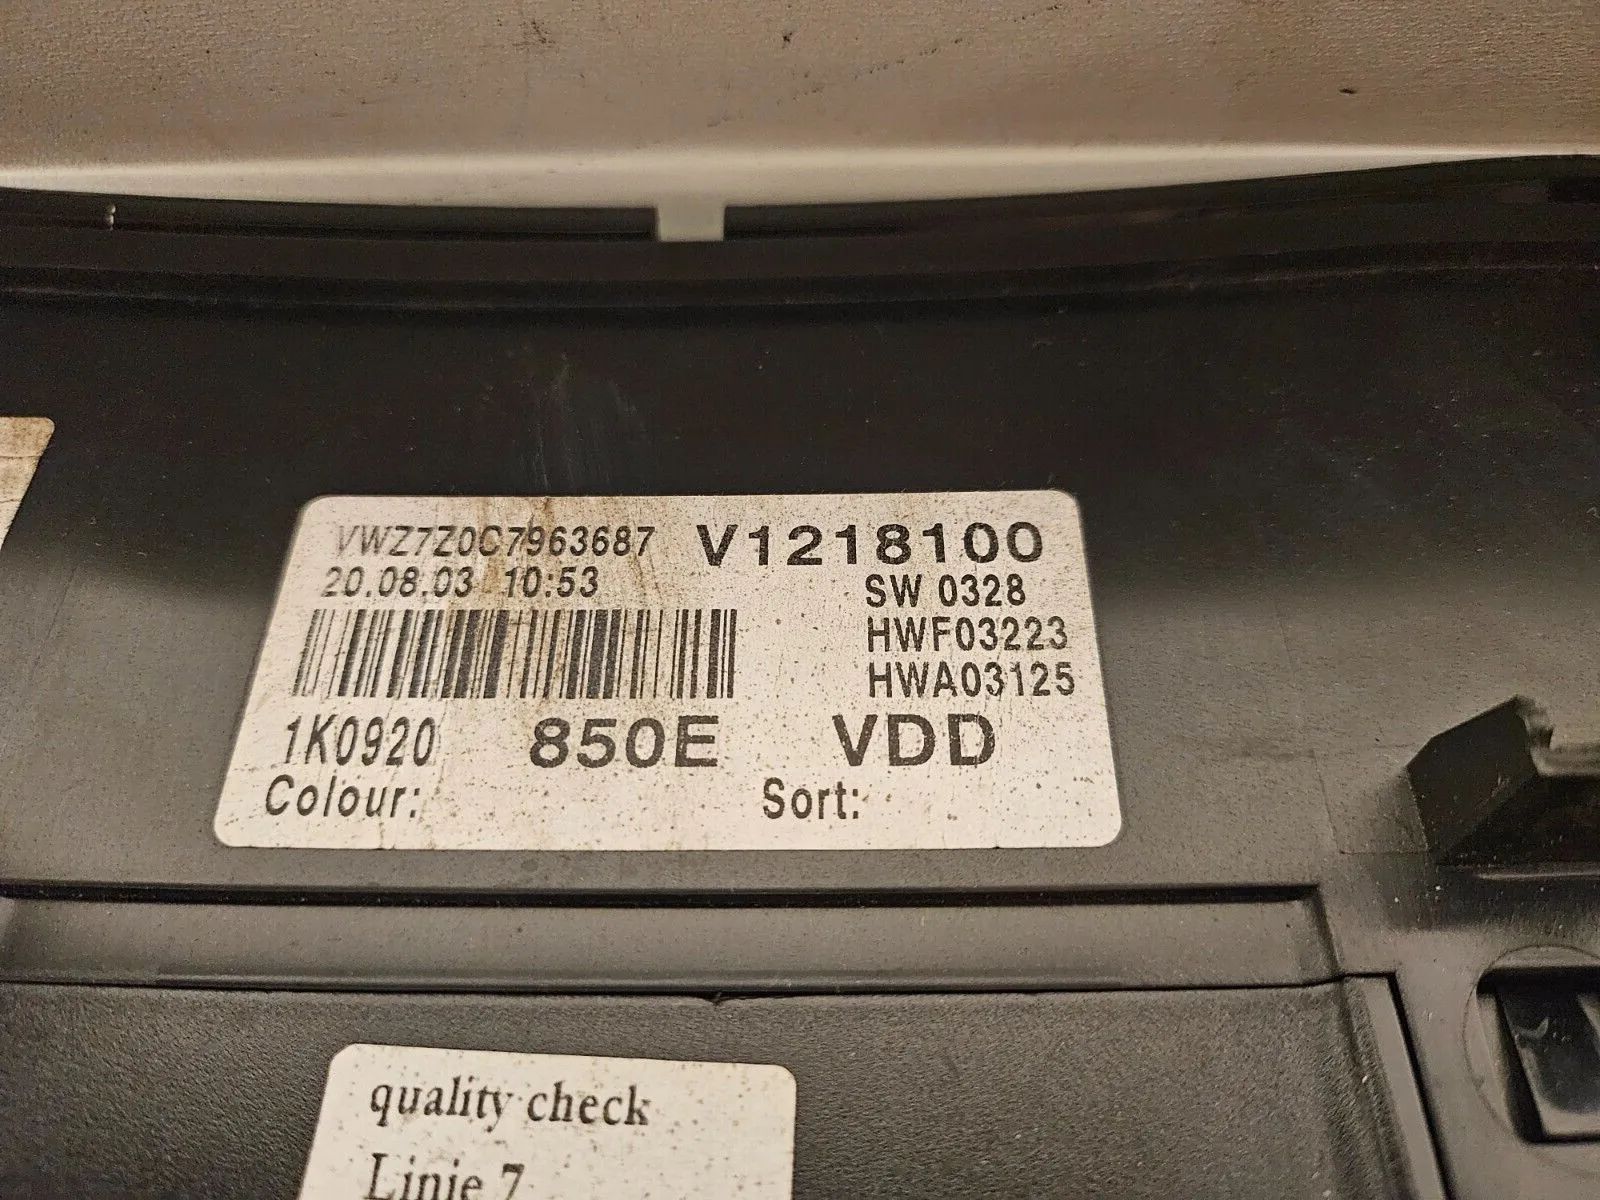 VWZ7Z0C7963687 V1218100
20.08.03 10:53 SW 0328
HWF03223
HWA03125
1K0920 850E VDD
Colour: Sort:
quality check
Linie 7